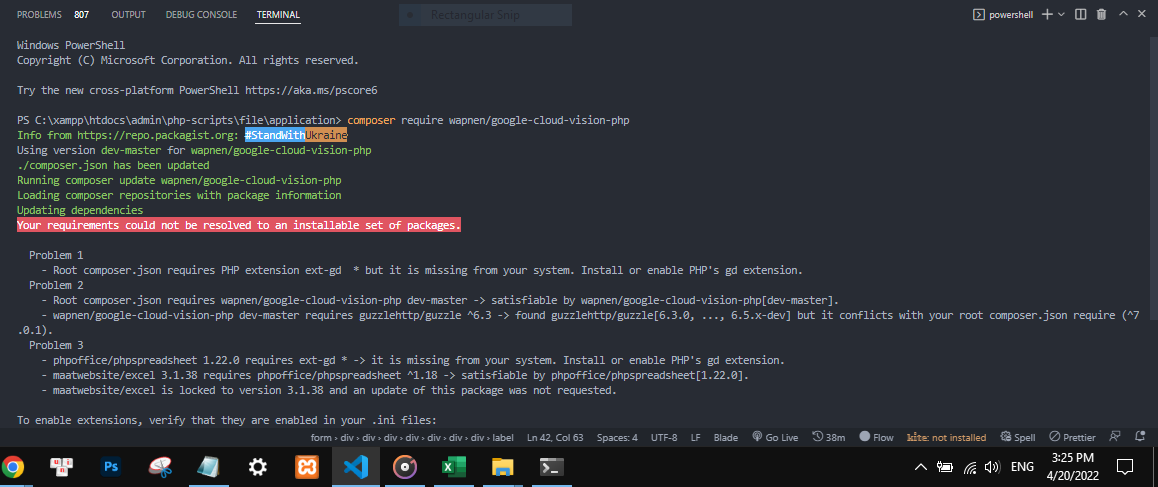 PROBLEMS 807 OUTPUT DEBUG CONSOLE TERMINAL Rectangular Snip powershell
Windows PowerShell
Copyright (C) Microsoft Corporation. All rights reserved.
Try the new cross-platform PowerShell https://aka.ms/pscore6
PS C:\xampp\htdocs\admin\php-scripts\file\application> composer require wapnen/google-cloud-vision-php
Info from https://repo.packagist.org: #StandWithUkraine
Using version dev-master for wapnen/google-cloud-vision-php
./composer.json has been updated
Running composer update wapnen/google-cloud-vision-php
Loading composer repositories with package information
Updating dependencies
Your requirements could not be resolved to an installable set of packages.
Problem 1
- Root composer.json requires PHP extension ext-gd * but it is missing from your system. Install or enable PHP's gd extension.
Problem 2
- Root composer.json requires wapnen/google-cloud-vision-php dev-master -> satisfiable by wapnen/google-cloud-vision-php[dev-master].
- wapnen/google-cloud-vision-php dev-master requires guzzlehttp/guzzle ^6.3 -> found guzzlehttp/guzzle[6.3.0, ..., 6.5.x-dev] but it conflicts with your root composer.json require (^7
.0.1).
Problem 3
- phpoffice/phpspreadsheet 1.22.0 requires ext-gd * -> it is missing from your system. Install or enable PHP's gd extension.
- maatwebsite/excel 3.1.38 requires phpoffice/phpspreadsheet ^1.18 -> satisfiable by phpoffice/phpspreadsheet[1.22.0].
- maatwebsite/excel is locked to version 3.1.38 and an update of this package was not requested.
To enable extensions, verify that they are enabled in your .ini files:
form › div › div › div › div › div › div › div › label Ln 42, Col 63 Spaces: 4 UTF-8 LF Blade Go Live 38m Flow kite: not installed Spell Prettier
Ps ENG 3:25 PM
4/20/2022